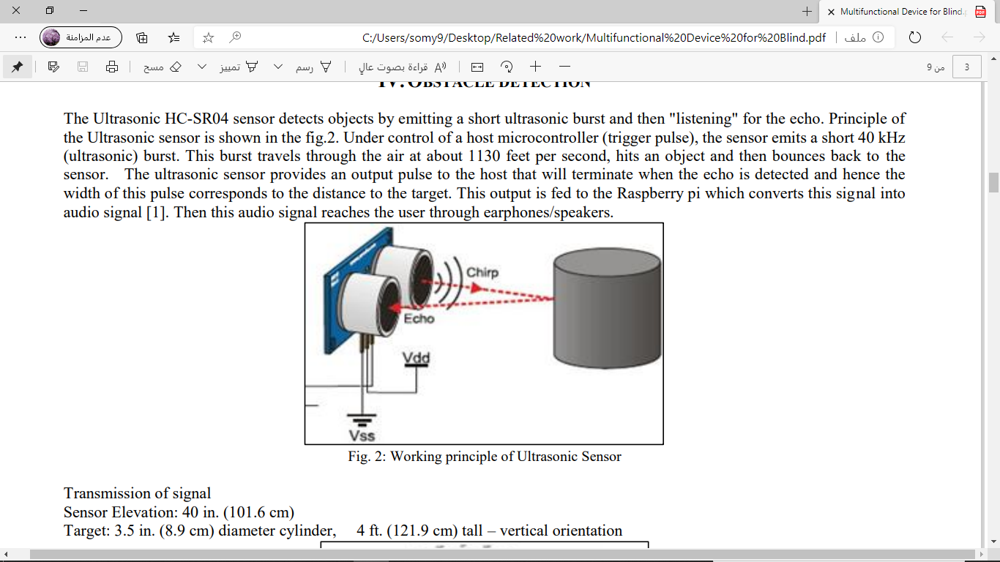 Multifunctional Device for Blind.p
عدم المزامنة
C:/Users/somy9/Desktop/Related%20work/Multifunctional%20Device%20for%20Blind.pdf
ملف
مسح
تمييز
رسم
قراءة بصوت عالٍ
من 9
3
IV. OBSTACLE DETECTION
The Ultrasonic HC-SR04 sensor detects objects by emitting a short ultrasonic burst and then "listening" for the echo. Principle of
the Ultrasonic sensor is shown in the fig.2. Under control of a host microcontroller (trigger pulse), the sensor emits a short 40 kHz
(ultrasonic) burst. This burst travels through the air at about 1130 feet per second, hits an object and then bounces back to the
sensor. The ultrasonic sensor provides an output pulse to the host that will terminate when the echo is detected and hence the
width of this pulse corresponds to the distance to the target. This output is fed to the Raspberry pi which converts this signal into
audio signal [1]. Then this audio signal reaches the user through earphones/speakers.
Chirp
Echo
Vdd
Vss
Fig. 2: Working principle of Ultrasonic Sensor
Transmission of signal
Sensor Elevation: 40 in. (101.6 cm)
Target: 3.5 in. (8.9 cm) diameter cylinder, 4 ft. (121.9 cm) tall – vertical orientation